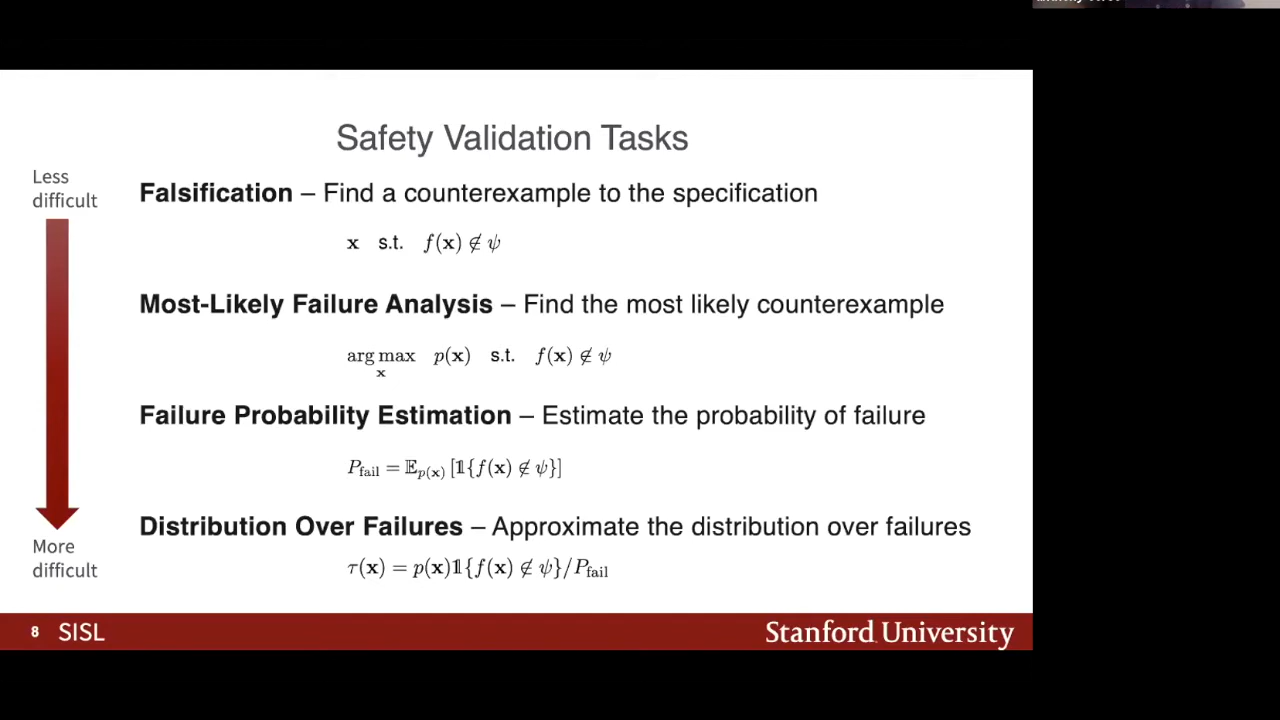 Safety Validation Tasks
Less
difficult
Falsification – Find a counterexample to the specification
x s.t. f(x) ∉ ψ
Most-Likely Failure Analysis – Find the most likely counterexample
arg max p(x) s.t. f(x) ∉ ψ
x
Failure Probability Estimation – Estimate the probability of failure
P_fail = 𝔼_p(x) [𝟙{f(x) ∉ ψ}]
Distribution Over Failures – Approximate the distribution over failures
More
difficult
τ(x) = p(x)𝟙{f(x) ∉ ψ}/P_fail
8 SISL
Stanford University